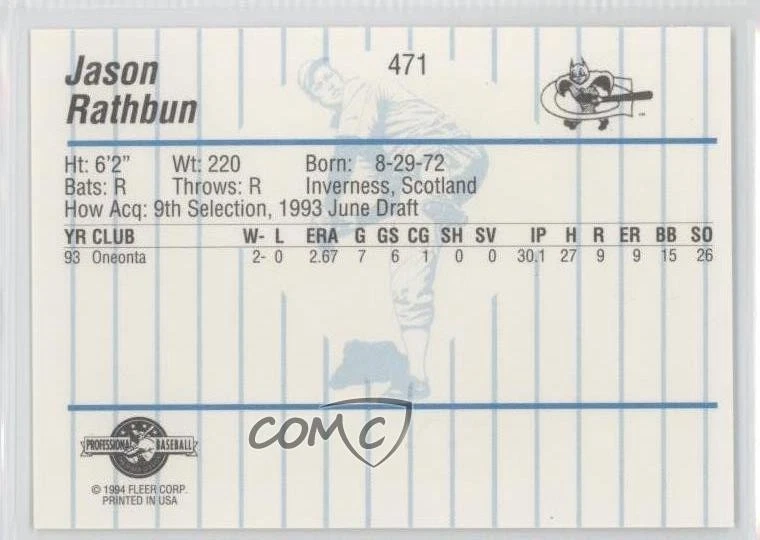 Jason
Rathbun
471
Ht: 6'2" Wt: 220 Born: 8-29-72
Bats: R Throws: R Inverness, Scotland
How Acq: 9th Selection, 1993 June Draft
YR CLUB W- L ERA G GS CG SH SV IP H R ER BB SO
93 Oneonta 2- 0 2.67 7 6 1 0 0 30.1 27 9 9 15 26
PROFESSIONAL BASEBALL
COMC
© 1994 FLEER CORP.
PRINTED IN USA